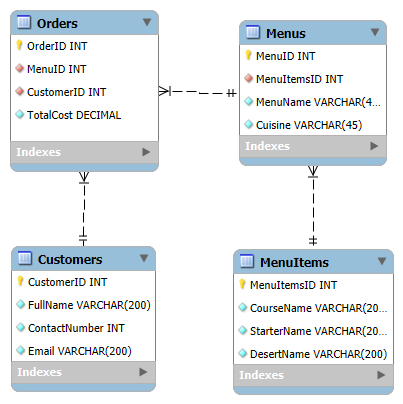 Orders
OrderID INT
MenuID INT
CustomerID INT
TotalCost DECIMAL
Indexes
Menus
MenuID INT
MenuItemsID INT
MenuName VARCHAR(4...
Cuisine VARCHAR(45)
Indexes
Customers
CustomerID INT
FullName VARCHAR(200)
ContactNumber INT
Email VARCHAR(200)
Indexes
MenuItems
MenuItemsID INT
CourseName VARCHAR(20...
StarterName VARCHAR(20...
DesertName VARCHAR(200)
Indexes